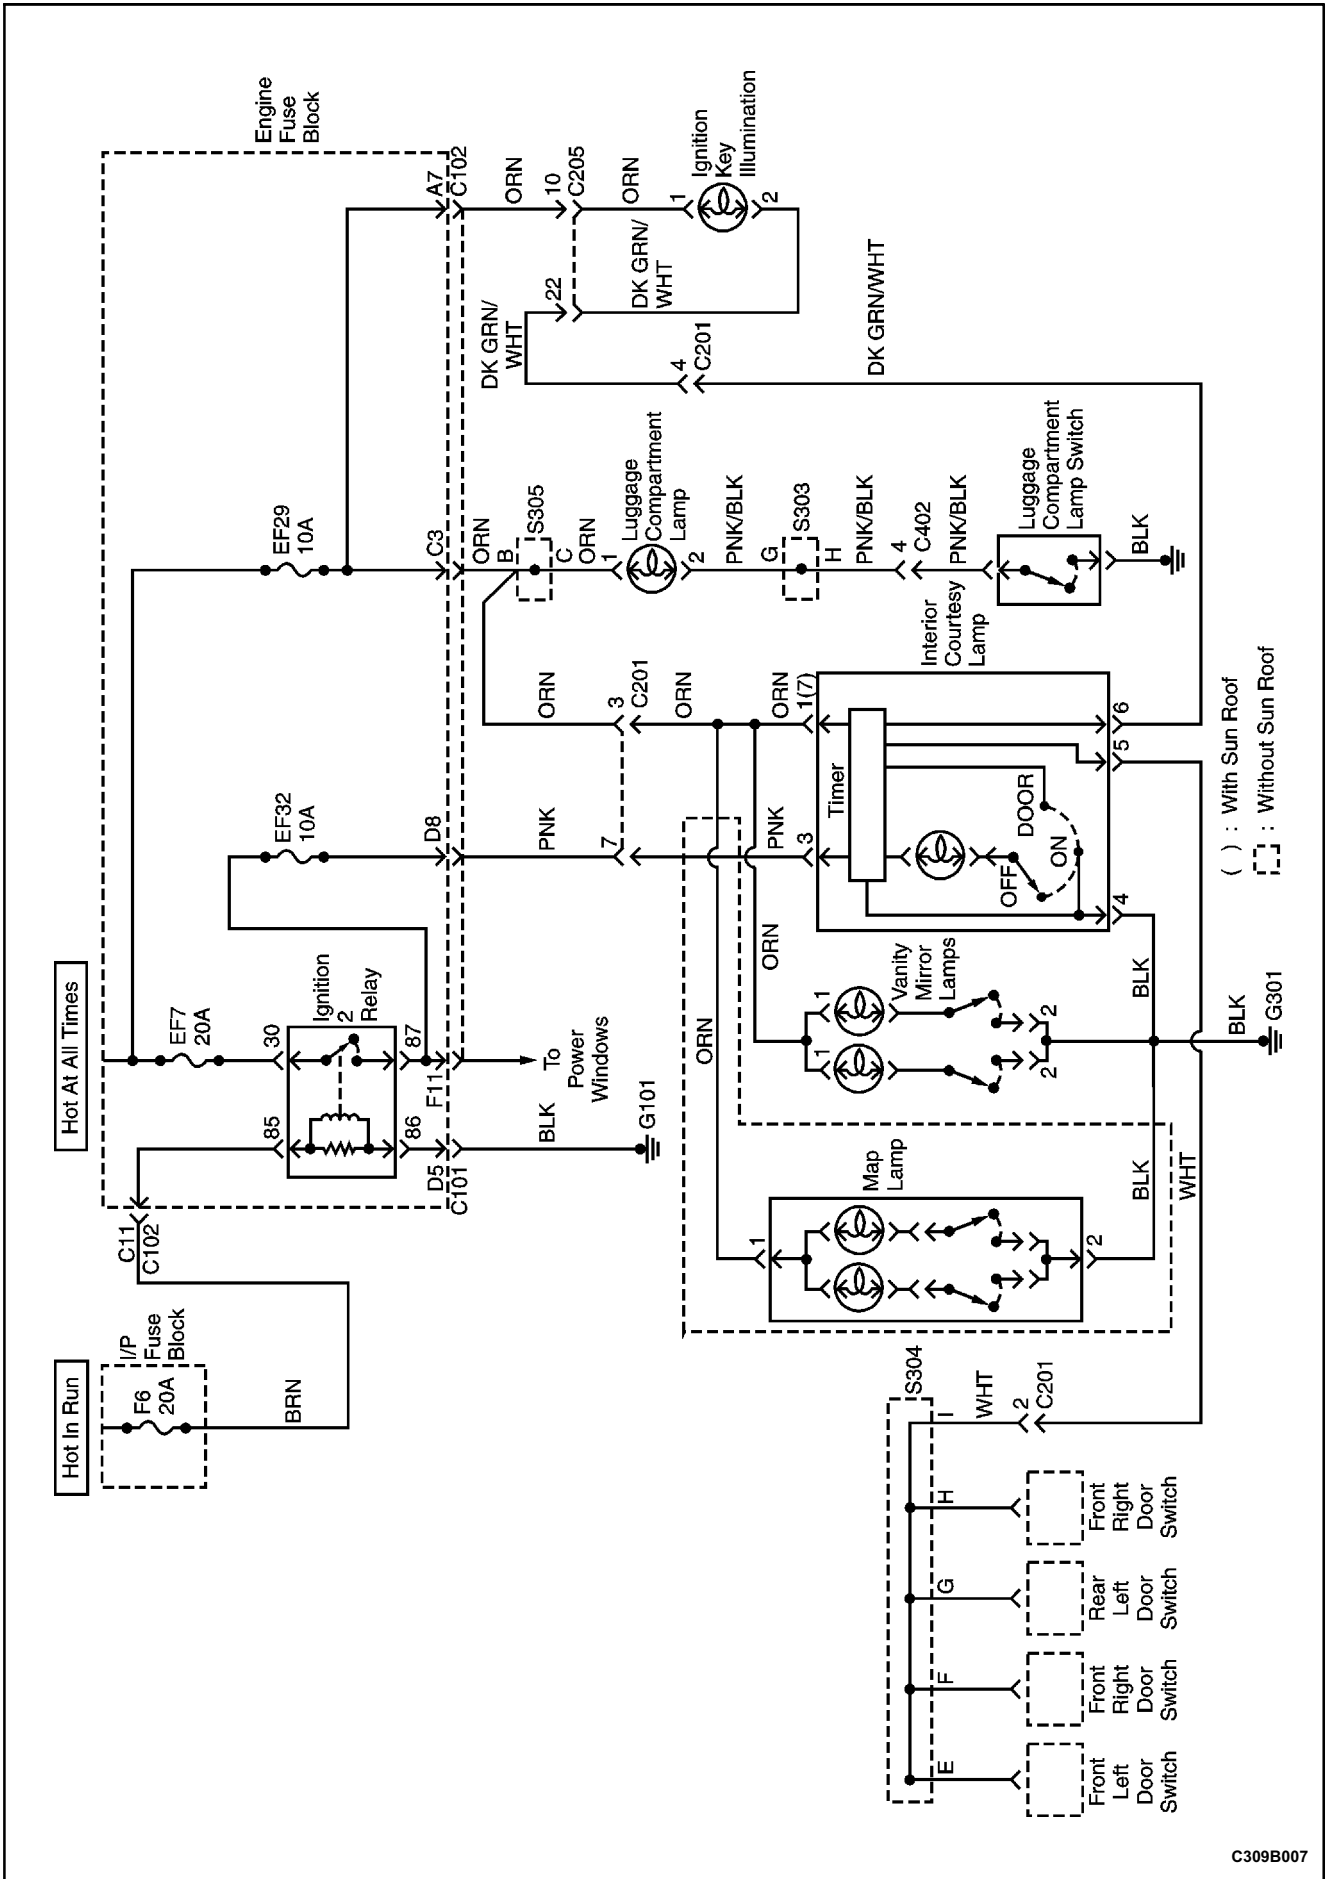 Hot In Run
Hot At All Times
I/P
Fuse
Block
F6
20A
BRN
C11
C102
Engine
Fuse
Block
EF7
20A
EF32
10A
EF29
10A
85
30
Ignition
2
Relay
86
87
D5
C101
F11
D8
C3
A7
C102
BLK
G101
To
Power
Windows
PNK
7
ORN
3
C201
ORN
B
S305
C
ORN
1
Luggage
Compartment
Lamp
2
PNK/BLK
G
S303
H
PNK/BLK
4
C402
PNK/BLK
Luggage
Compartment
Lamp Switch
BLK
ORN
10
C205
ORN
1
Ignition
Key
Illumination
2
DK GRN/
WHT
22
DK GRN/
WHT
4
C201
DK GRN/WHT
ORN
ORN
ORN
ORN
1(7)
PNK
3
Interior
Courtesy
Lamp
Timer
DOOR
ON
OFF
4
5
6
1
1
Vanity
Mirror
Lamps
2
2
BLK
BLK
G301
1
Map
Lamp
2
BLK
WHT
S304
E
F
G
H
I
WHT
2
C201
Front
Left
Door
Switch
Front
Right
Door
Switch
Rear
Left
Door
Switch
Front
Right
Door
Switch
( ) : With Sun Roof
: Without Sun Roof
C309B007